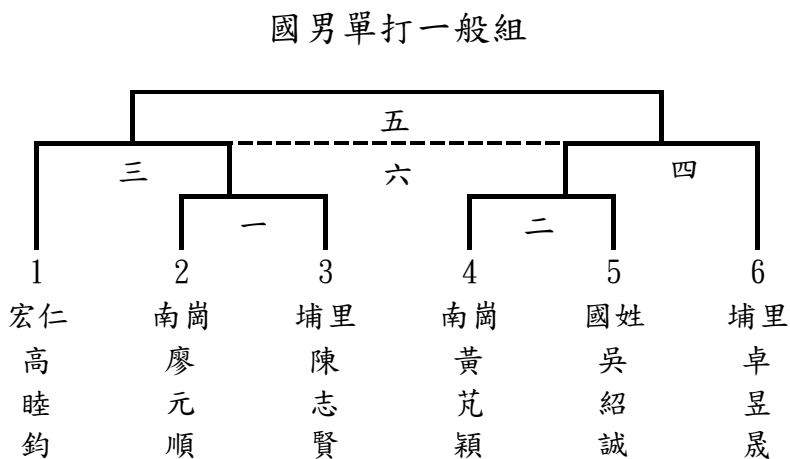 國男單打一般組
五
三 六 四
一 二
1 2 3 4 5 6
宏仁 南崗 埔里 南崗 國姓 埔里
高 廖 陳 黃 吳 卓
睦 元 志 芃 紹 昱
鈞 順 賢 穎 誠 晟